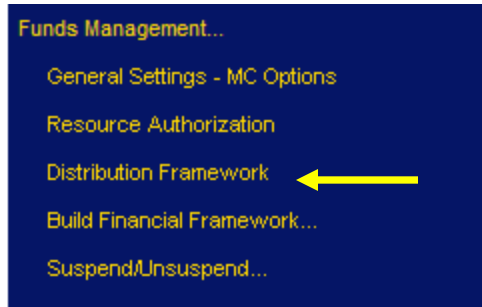 Funds Management...
General Settings - MC Options
Resource Authorization
Distribution Framework
Build Financial Framework...
Suspend/Unsuspend...